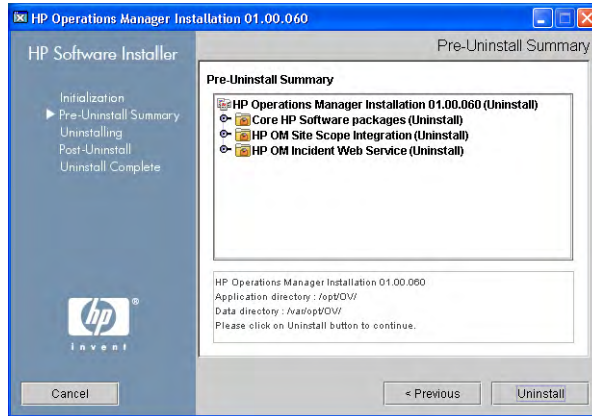 HP Operations Manager Installation 01.00.060
HP Software Installer
Pre-Uninstall Summary
Initialization
Pre-Uninstall Summary
Uninstalling
Post-Uninstall
Uninstall Complete
Pre-Uninstall Summary
HP Operations Manager Installation 01.00.060 (Uninstall)
Core HP Software packages (Uninstall)
HP OM Site Scope Integration (Uninstall)
HP OM Incident Web Service (Uninstall)
HP Operations Manager Installation 01.00.060
Application directory : /opt/OV/
Data directory : /var/opt/OV/
Please click on Uninstall button to continue.
hp
®
invent
Cancel
< Previous
Uninstall